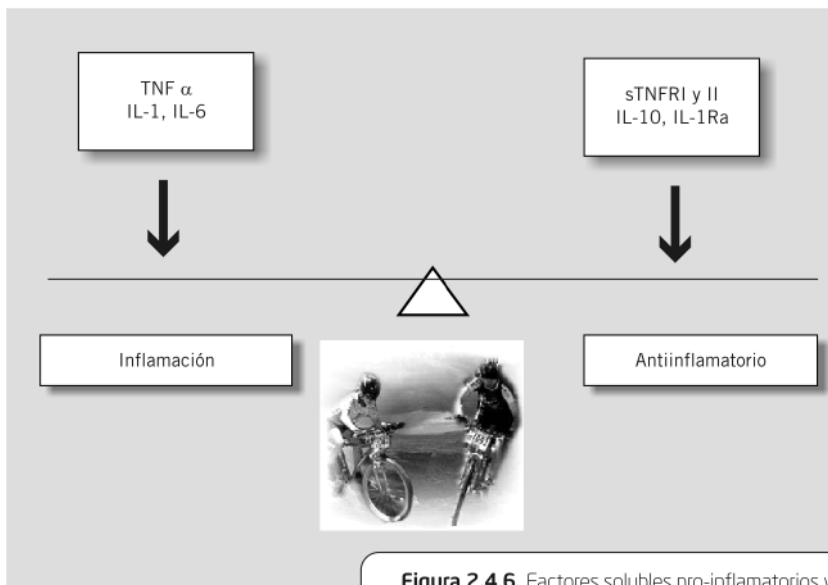 TNF α
IL-1, IL-6
sTNFRI y II
IL-10, IL-1Ra
Inflamación
Antiinflamatorio
Figura 2.4.6. Factores solubles pro-inflamatorios y